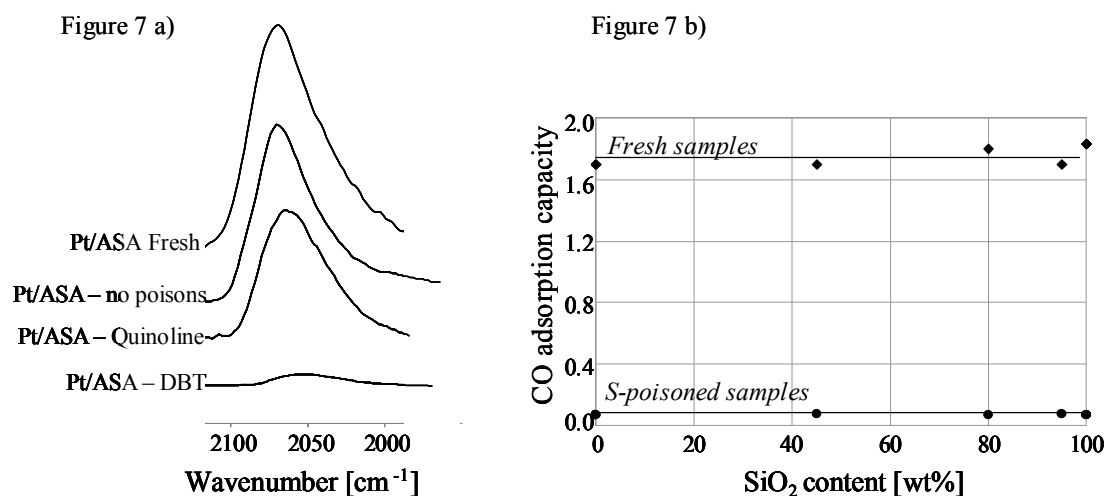 Figure 7 a)
Pt/ASA Fresh
Pt/ASA – no poisons
Pt/ASA – Quinoline
Pt/ASA – DBT
2100 2050 2000
Wavenumber [cm⁻¹]
Figure 7 b)
CO adsorption capacity
2.0
1.6
1.2
0.8
0.4
0.0
Fresh samples
S-poisoned samples
0 20 40 60 80 100
SiO₂ content [wt%]